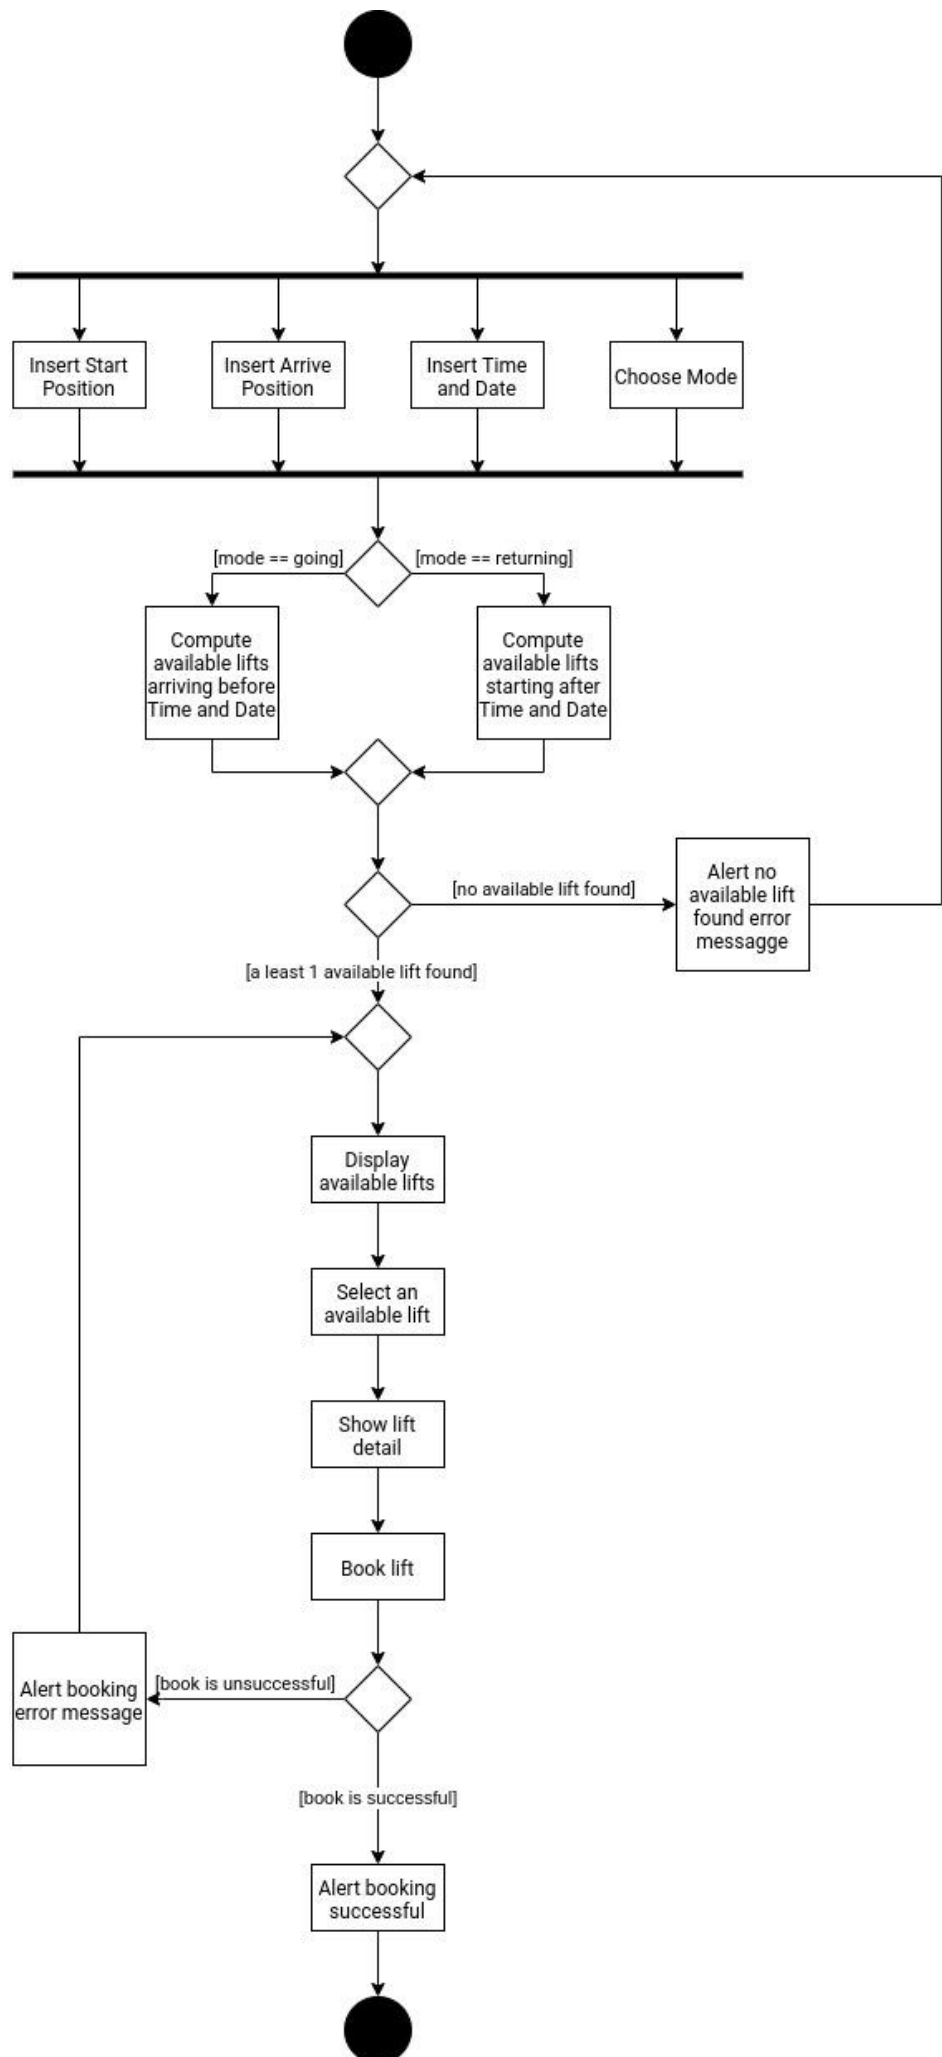 Insert Start
Position
Insert Arrive
Position
Insert Time
and Date
Choose Mode
[mode == going]
[mode == returning]
Compute
available lifts
arriving before
Time and Date
Compute
available lifts
starting after
Time and Date
[no available lift found]
Alert no
available lift
found error
messagge
[a least 1 available lift found]
Display
available lifts
Select an
available lift
Show lift
detail
Book lift
[book is unsuccessful]
Alert booking
error message
[book is successful]
Alert booking
successful